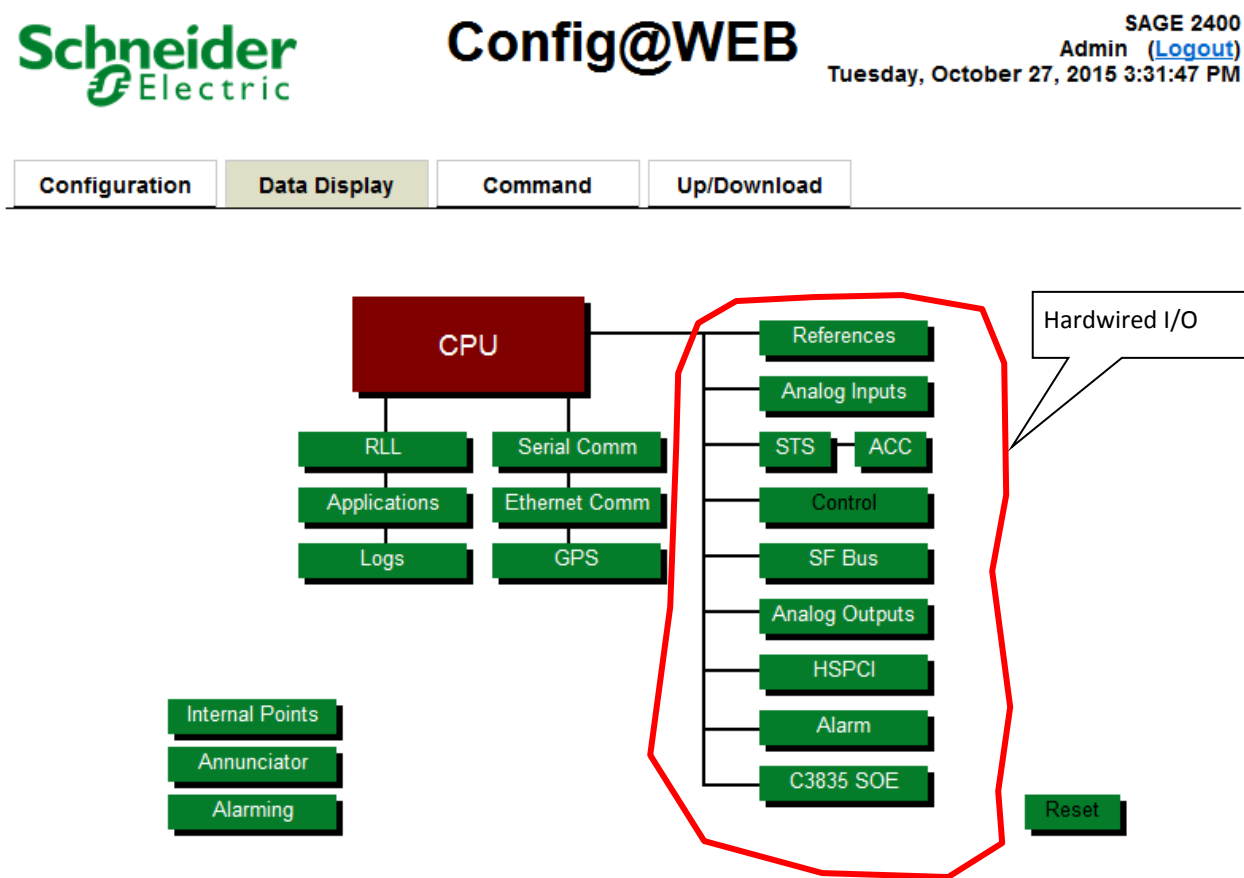 Schneider
Electric
Config@WEB
SAGE 2400
Admin (Logout)
Tuesday, October 27, 2015 3:31:47 PM
Configuration Data Display Command Up/Download
Hardwired I/O
CPU
References
Analog Inputs
RLL Serial Comm STS ACC
Applications Ethernet Comm Control
Logs GPS SF Bus
Analog Outputs
HSPCI
Internal Points
Alarm
Annunciator
C3835 SOE
Alarming
Reset